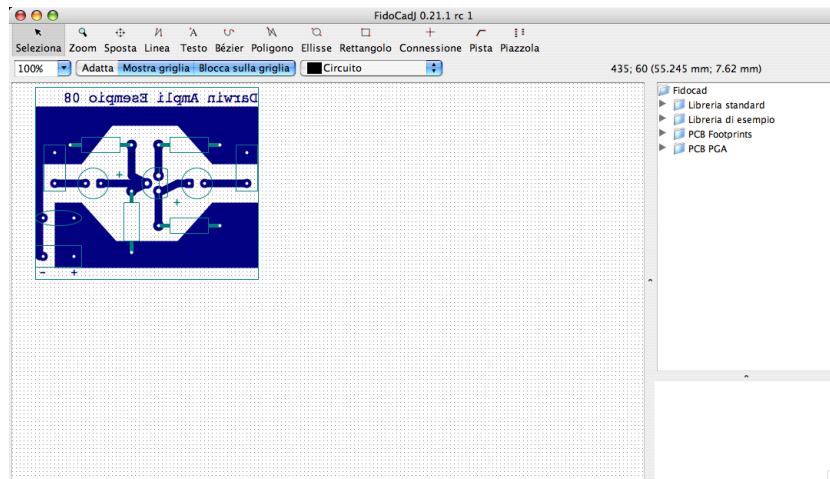 FidoCadJ 0.21.1 rc 1
Seleziona Zoom Sposta Linea Testo Bézier Poligono Ellisse Rettangolo Connessione Pista Piazzola
100% Adatta Mostra griglia Blocca sulla griglia Circuito 435; 60 (55.245 mm; 7.62 mm)
Darwin Ampli Esempio 08
+
+
- +
Fidocad
Libreria standard
Libreria di esempio
PCB Footprints
PCB PGA